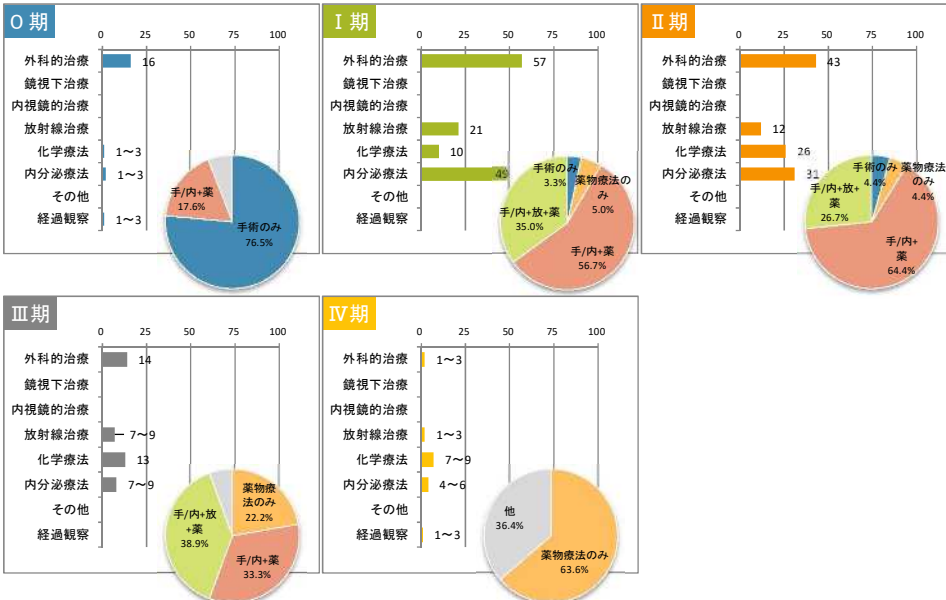 0期
0 25 50 75 100
外科的治療 16
鏡視下治療
内視鏡的治療
放射線治療
化学療法 1～3
内分泌療法 1～3
その他
経過観察 1～3
手/内+薬
17.6%
手術のみ
76.5%
Ⅰ期
0 25 50 75 100
外科的治療 57
鏡視下治療
内視鏡的治療
放射線治療 21
化学療法 10
内分泌療法 49
その他
経過観察
手術のみ
3.3%
薬物療法の
み
5.0%
手/内+放+薬
35.0%
手/内+薬
56.7%
Ⅱ期
0 25 50 75 100
外科的治療 43
鏡視下治療
内視鏡的治療
放射線治療 12
化学療法 26
内分泌療法 31
その他
経過観察
手術のみ
4.4%
薬物療法
のみ
4.4%
手/内+放+
薬
26.7%
手/内+
薬
64.4%
Ⅲ期
0 25 50 75 100
外科的治療 14
鏡視下治療
内視鏡的治療
放射線治療 7～9
化学療法 13
内分泌療法 7～9
その他
経過観察
薬物療
法のみ
22.2%
手/内+放
+薬
38.9%
手/内+薬
33.3%
Ⅳ期
0 25 50 75 100
外科的治療 1～3
鏡視下治療
内視鏡的治療
放射線治療 1～3
化学療法 7～9
内分泌療法 4～6
その他
経過観察 1～3
他
36.4%
薬物療法のみ
63.6%